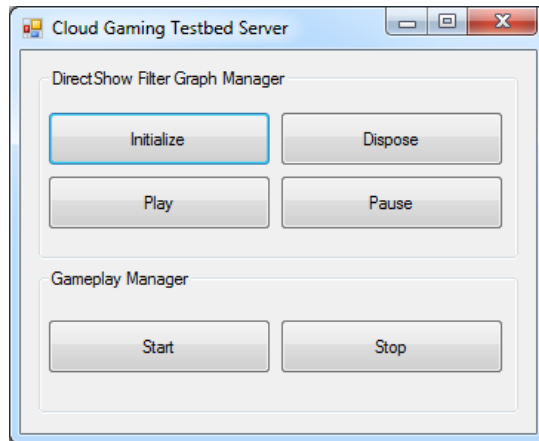 Cloud Gaming Testbed Server
DirectShow Filter Graph Manager
Initialize Dispose
Play Pause
Gameplay Manager
Start Stop